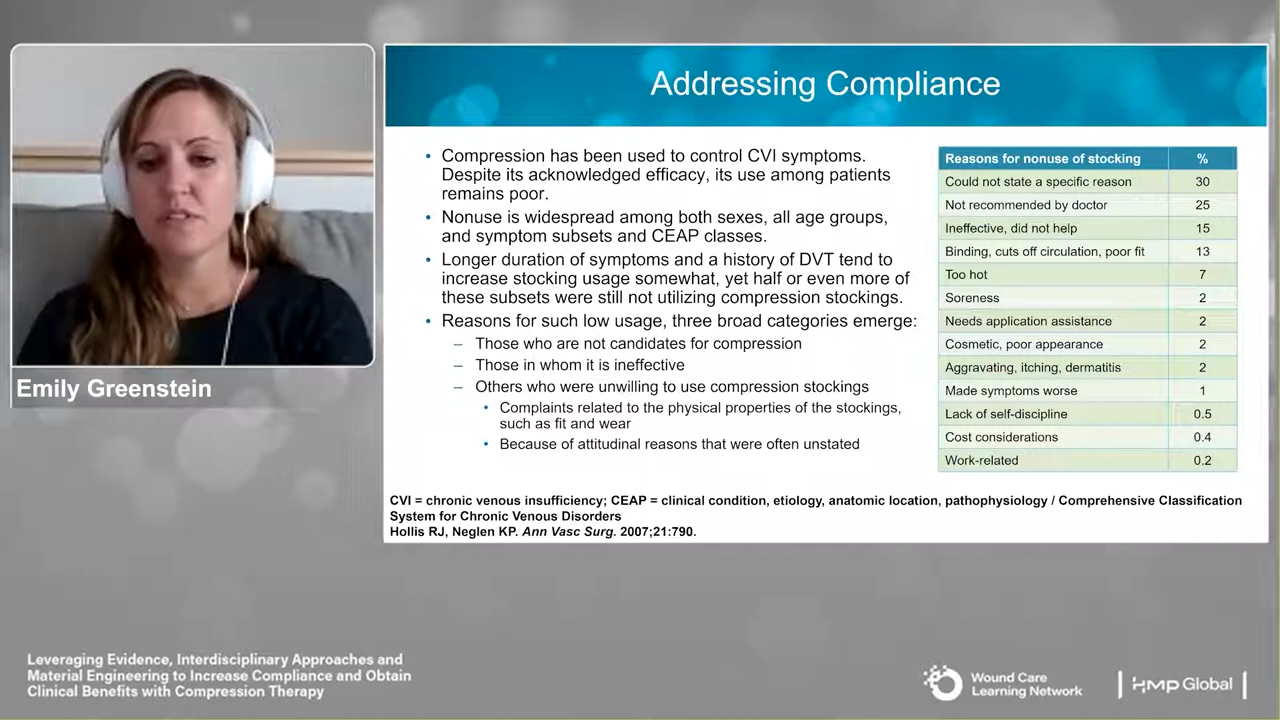 Addressing Compliance
• Compression has been used to control CVI symptoms.
Despite its acknowledged efficacy, its use among patients
remains poor.
• Nonuse is widespread among both sexes, all age groups,
and symptom subsets and CEAP classes.
• Longer duration of symptoms and a history of DVT tend to
increase stocking usage somewhat, yet half or even more of
these subsets were still not utilizing compression stockings.
• Reasons for such low usage, three broad categories emerge:
– Those who are not candidates for compression
– Those in whom it is ineffective
– Others who were unwilling to use compression stockings
• Complaints related to the physical properties of the stockings,
such as fit and wear
• Because of attitudinal reasons that were often unstated
Reasons for nonuse of stocking %
Could not state a specific reason 30
Not recommended by doctor 25
Ineffective, did not help 15
Binding, cuts off circulation, poor fit 13
Too hot 7
Soreness 2
Needs application assistance 2
Cosmetic, poor appearance 2
Aggravating, itching, dermatitis 2
Made symptoms worse 1
Lack of self-discipline 0.5
Cost considerations 0.4
Work-related 0.2
CVI = chronic venous insufficiency; CEAP = clinical condition, etiology, anatomic location, pathophysiology / Comprehensive Classification
System for Chronic Venous Disorders
Hollis RJ, Neglen KP. Ann Vasc Surg. 2007;21:790.
Emily Greenstein
Leveraging Evidence, Interdisciplinary Approaches and
Material Engineering to Increase Compliance and Obtain
Clinical Benefits with Compression Therapy
Wound Care
Learning Network
HMP Global